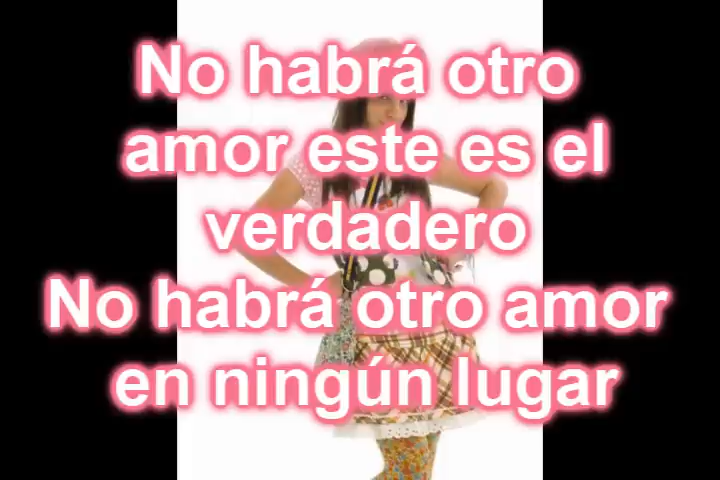 No habrá otro
amor este es el
verdadero
No habrá otro amor
en ningún lugar